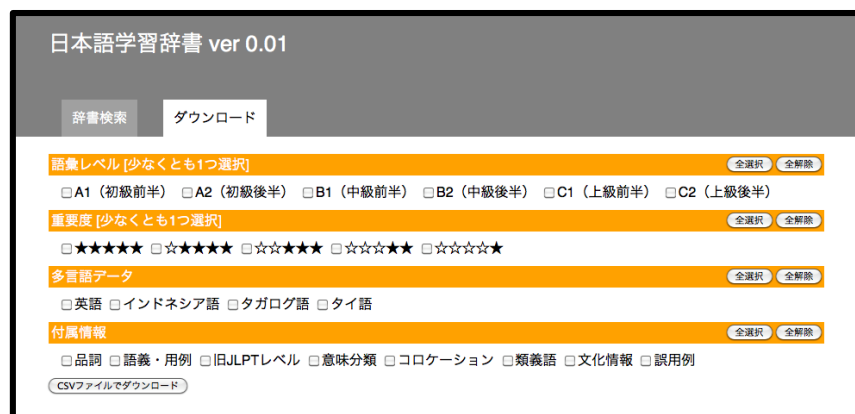 日本語学習辞書 ver 0.01
辞書検索 ダウンロード
語彙レベル [少なくとも1つ選択] 全選択 全解除
A1（初級前半） A2（初級後半） B1（中級前半） B2（中級後半） C1（上級前半） C2（上級後半）
重要度 [少なくとも1つ選択] 全選択 全解除
★★★★★ ☆★★★★ ☆☆★★★ ☆☆☆★★ ☆☆☆☆★
多言語データ 全選択 全解除
英語 インドネシア語 タガログ語 タイ語
付属情報 全選択 全解除
品詞 語義・用例 旧JLPTレベル 意味分類 コロケーション 類義語 文化情報 誤用例
CSVファイルでダウンロード